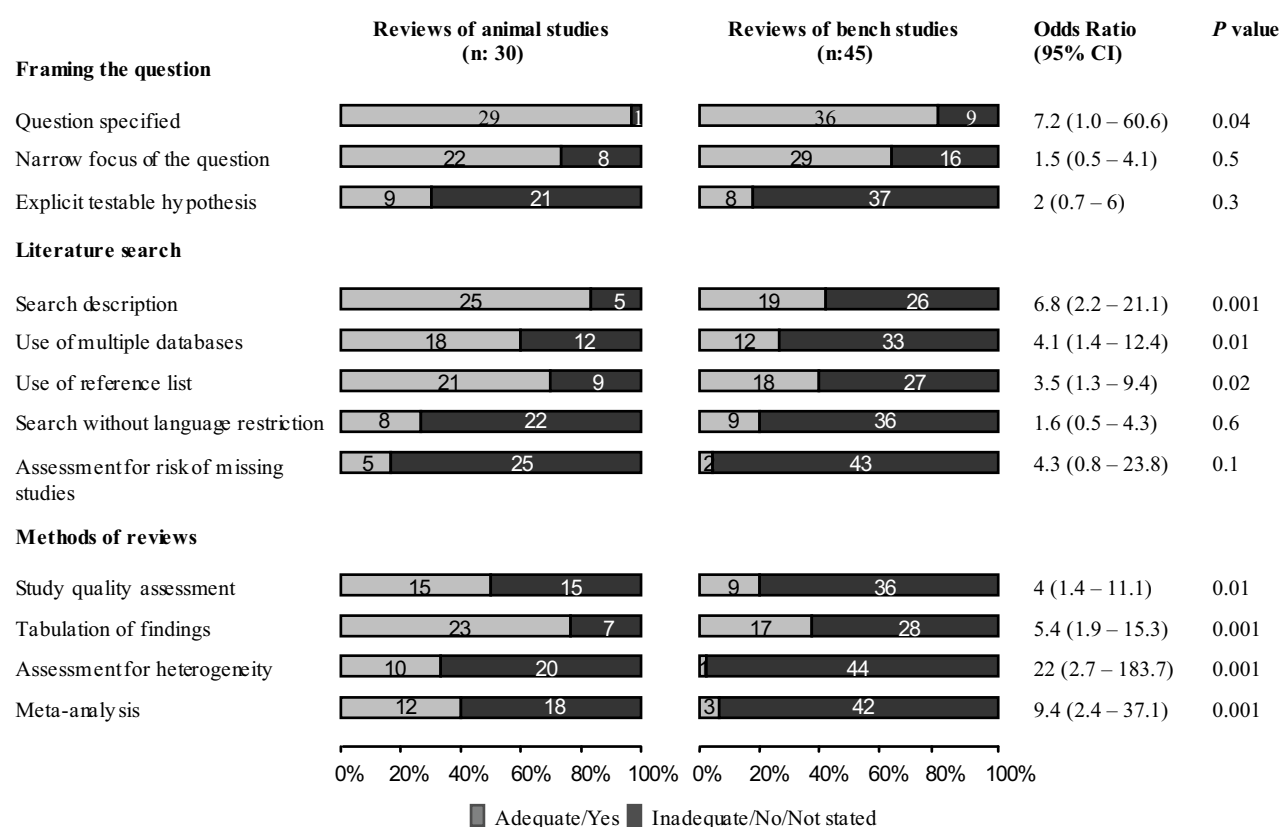 Reviews of animal studies Reviews of bench studies Odds Ratio P value
(n: 30) (n:45) (95% CI)
Framing the question
Question specified 29 1 36 9 7.2 (1.0 – 60.6) 0.04
Narrow focus of the question 22 8 29 16 1.5 (0.5 – 4.1) 0.5
Explicit testable hypothesis 9 21 8 37 2 (0.7 – 6) 0.3
Literature search
Search description 25 5 19 26 6.8 (2.2 – 21.1) 0.001
Use of multiple databases 18 12 12 33 4.1 (1.4 – 12.4) 0.01
Use of reference list 21 9 18 27 3.5 (1.3 – 9.4) 0.02
Search without language restriction 8 22 9 36 1.6 (0.5 – 4.3) 0.6
Assessment for risk of missing 5 25 2 43 4.3 (0.8 – 23.8) 0.1
studies
Methods of reviews
Study quality assessment 15 15 9 36 4 (1.4 – 11.1) 0.01
Tabulation of findings 23 7 17 28 5.4 (1.9 – 15.3) 0.001
Assessment for heterogeneity 10 20 1 44 22 (2.7 – 183.7) 0.001
Meta-analysis 12 18 3 42 9.4 (2.4 – 37.1) 0.001
0% 20% 40% 60% 80% 100% 0% 20% 40% 60% 80% 100%
Adequate/Yes Inadequate/No/Not stated